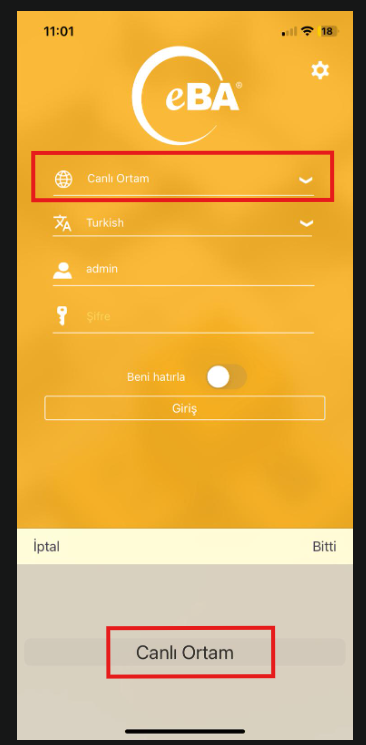 11:01
18
eBA®
Canlı Ortam
Turkish
admin
Şifre
Beni hatırla
Giriş
İptal
Bitti
Canlı Ortam